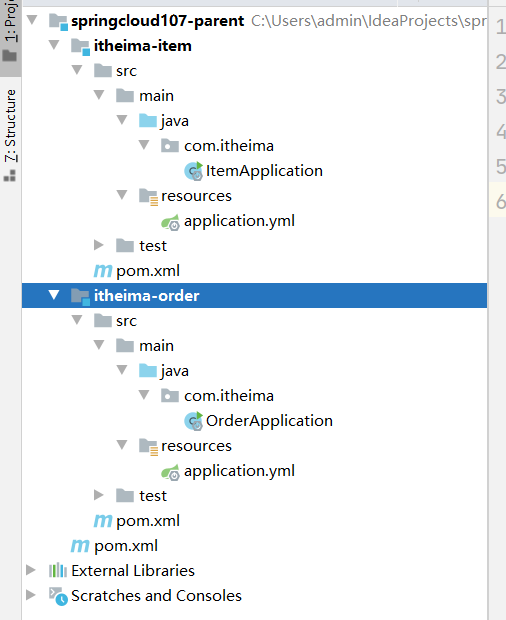 springcloud107-parent C:\Users\admin\IdeaProjects\spr
1
itheima-item
src
2
main
3
java
com.itheima
4
ItemApplication
5
resources
6
application.yml
test
pom.xml
itheima-order
src
main
java
com.itheima
OrderApplication
resources
application.yml
test
pom.xml
pom.xml
External Libraries
Scratches and Consoles
1: Proj
7: Structure